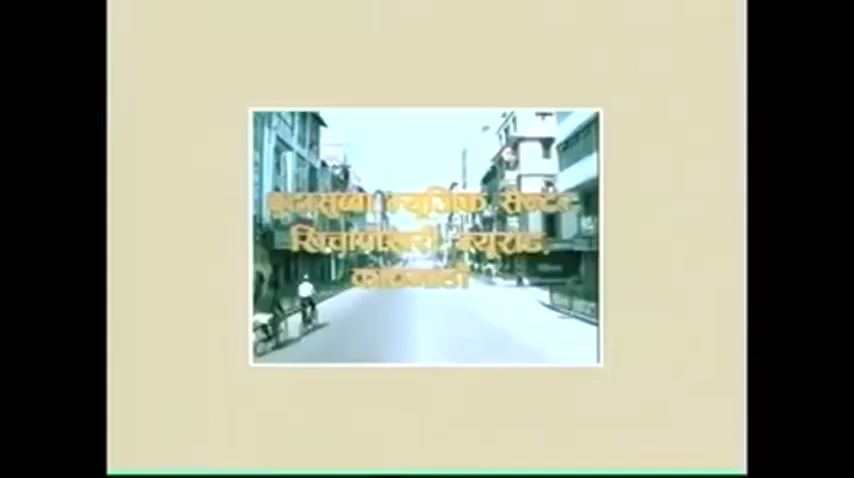 म्यूजिक सेन्टर
खिचापोखरी, न्यूरोड,
काठमाडौं